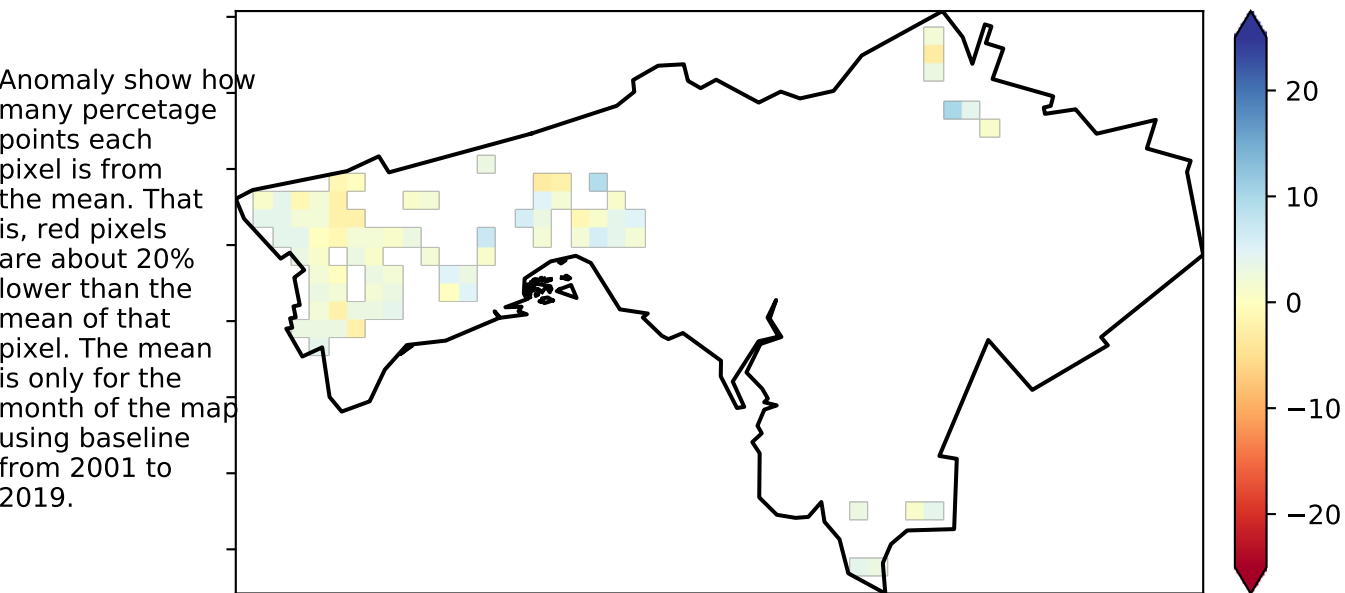 Anomaly show how
many percetage
points each
pixel is from
the mean. That
is, red pixels
are about 20%
lower than the
mean of that
pixel. The mean
is only for the
month of the map
using baseline
from 2001 to
2019.
20
10
0
−10
−20